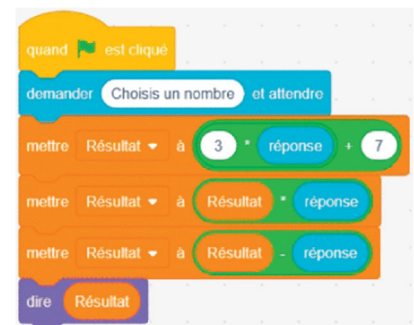 quand est cliqué
demander Choisis un nombre et attendre
mettre Résultat à 3 * réponse + 7
mettre Résultat à Résultat * réponse
mettre Résultat à Résultat - réponse
dire Résultat